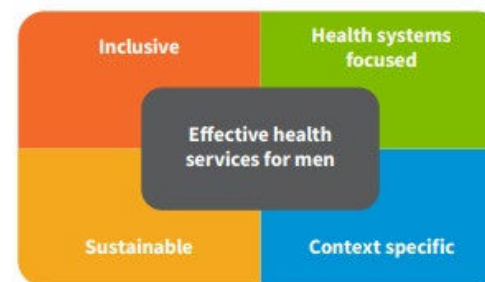 Inclusive
Health systems
focused
Effective health
services for men
Sustainable
Context specific